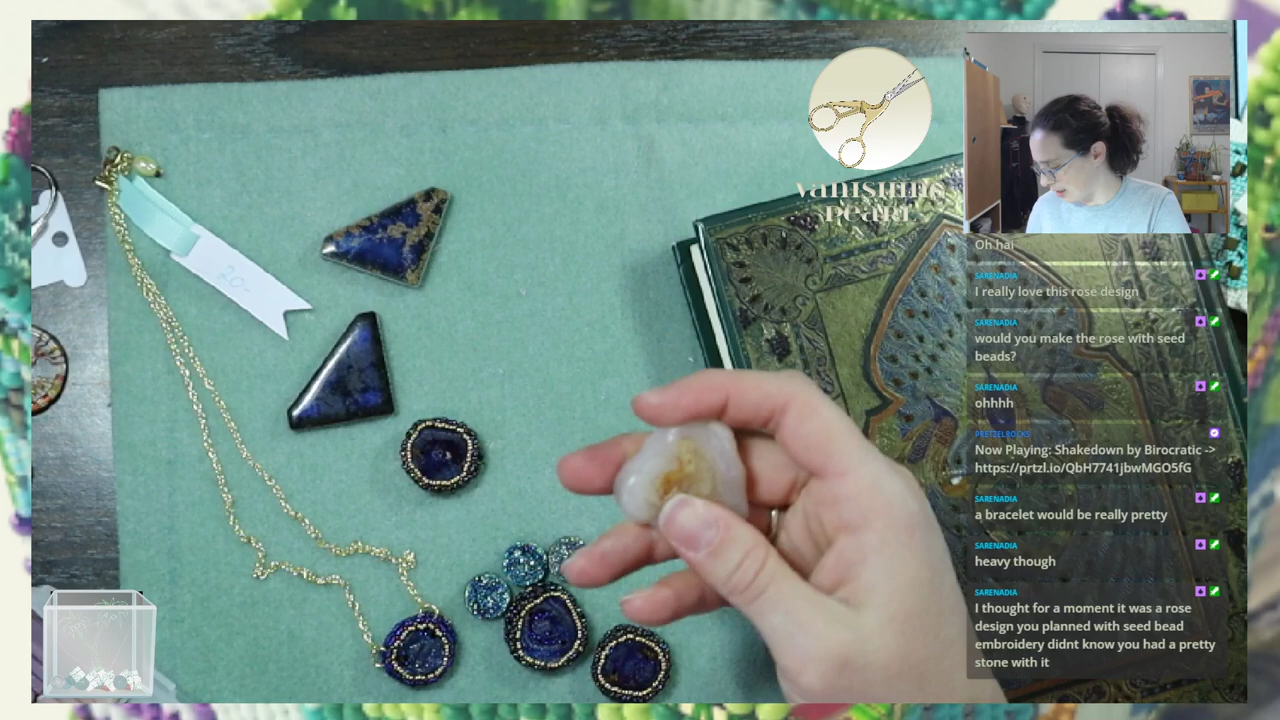 20-
Vanishing
Pearl
Oh hai
SARENADIA
I really love this rose design
SARENADIA
would you make the rose with seed
beads?
SARENADIA
ohhhh
PRETZELROCKS
Now Playing: Shakedown by Birocratic ->
https://prtzl.io/QbH7741jbwMGO5fG
SARENADIA
a bracelet would be really pretty
SARENADIA
heavy though
SARENADIA
I thought for a moment it was a rose
design you planned with seed bead
embroidery didnt know you had a pretty
stone with it